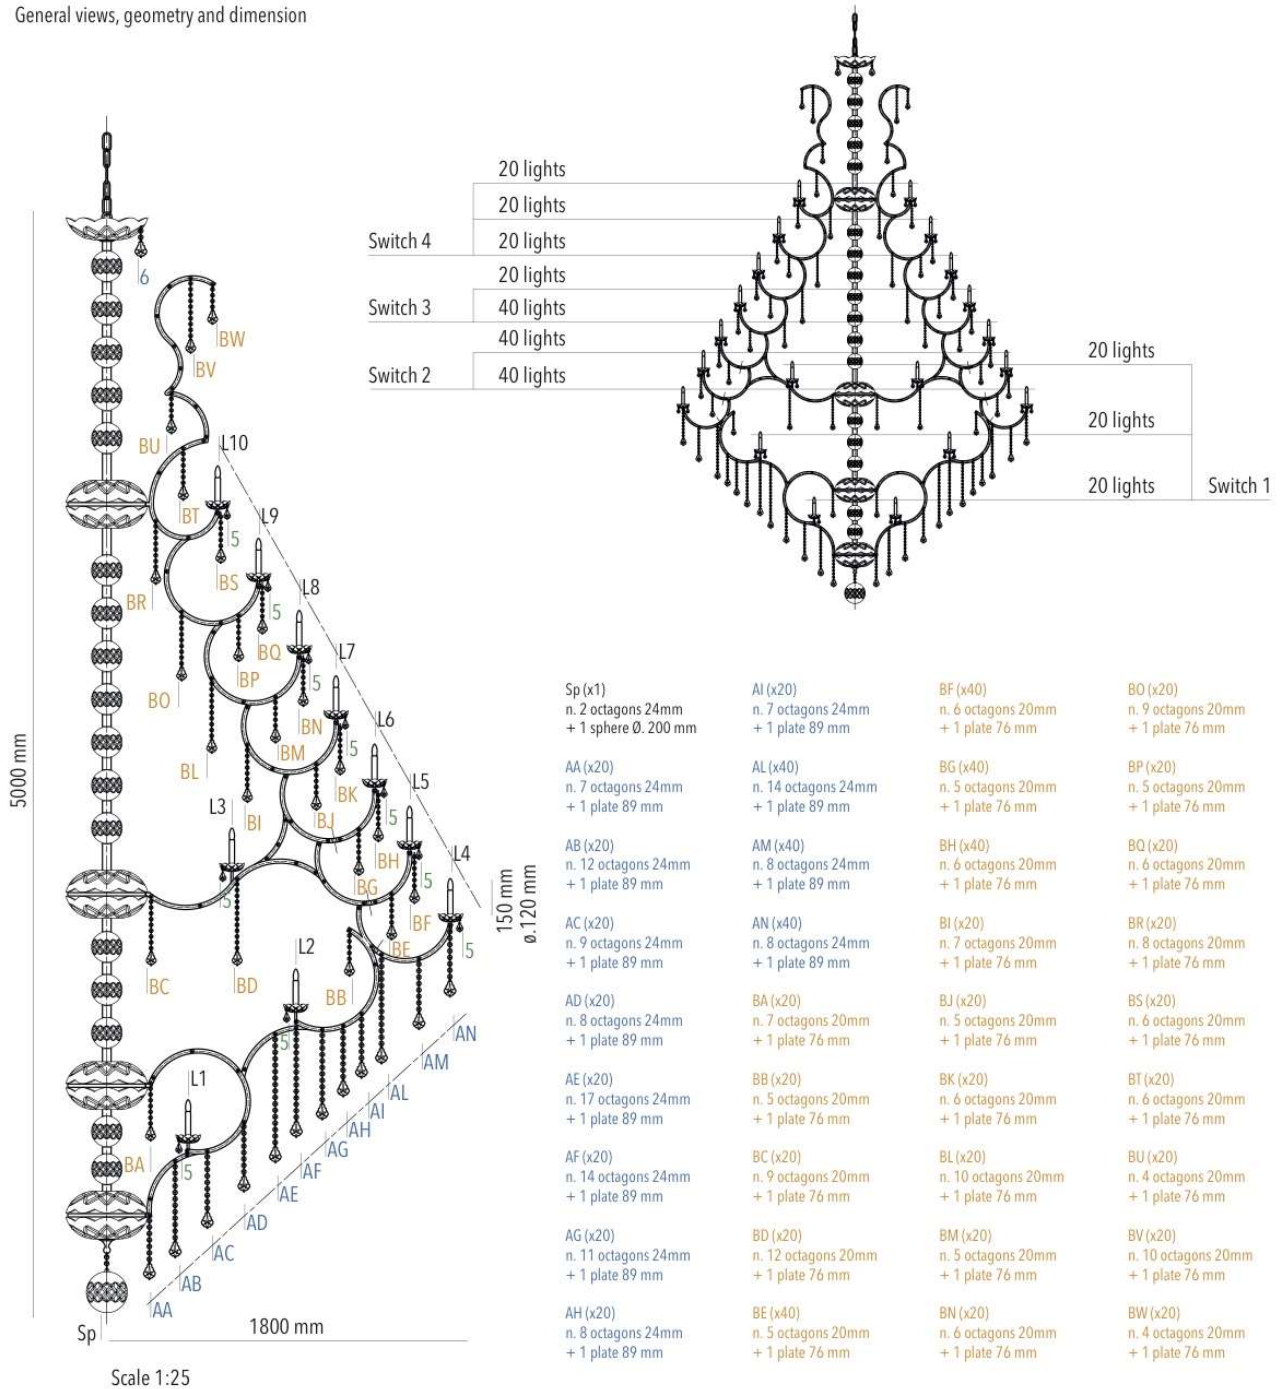 General views, geometry and dimension
20 lights
20 lights
Switch 4
20 lights
20 lights
Switch 3
40 lights
40 lights
Switch 2
40 lights
20 lights
20 lights
20 lights
Switch 1
6
BW
BV
BU
L10
BT
5
L9
BS
BR
5
L8
BQ
BP
5
L7
BO
BN
BM
5
L6
BL
BK
L5
L3
BI
BJ
5
BH
L4
BG
5
5
BF
BE
5
L2
BC
BD
BB
5
AN
AM
AL
AI
AH
AG
AF
AE
AD
AC
AB
AA
L1
BA
5
Sp
5000 mm
1800 mm
150 mm
ø.120 mm
Scale 1:25
Sp (x1)
n. 2 octagons 24mm
+ 1 sphere Ø. 200 mm
AA (x20)
n. 7 octagons 24mm
+ 1 plate 89 mm
AB (x20)
n. 12 octagons 24mm
+ 1 plate 89 mm
AC (x20)
n. 9 octagons 24mm
+ 1 plate 89 mm
AD (x20)
n. 8 octagons 24mm
+ 1 plate 89 mm
AE (x20)
n. 17 octagons 24mm
+ 1 plate 89 mm
AF (x20)
n. 14 octagons 24mm
+ 1 plate 89 mm
AG (x20)
n. 11 octagons 24mm
+ 1 plate 89 mm
AH (x20)
n. 8 octagons 24mm
+ 1 plate 89 mm
AI (x20)
n. 7 octagons 24mm
+ 1 plate 89 mm
AL (x40)
n. 14 octagons 24mm
+ 1 plate 89 mm
AM (x40)
n. 8 octagons 24mm
+ 1 plate 89 mm
AN (x40)
n. 8 octagons 24mm
+ 1 plate 89 mm
BA (x20)
n. 7 octagons 20mm
+ 1 plate 76 mm
BB (x20)
n. 5 octagons 20mm
+ 1 plate 76 mm
BC (x20)
n. 9 octagons 20mm
+ 1 plate 76 mm
BD (x20)
n. 12 octagons 20mm
+ 1 plate 76 mm
BE (x40)
n. 5 octagons 20mm
+ 1 plate 76 mm
BF (x40)
n. 6 octagons 20mm
+ 1 plate 76 mm
BG (x40)
n. 5 octagons 20mm
+ 1 plate 76 mm
BH (x40)
n. 6 octagons 20mm
+ 1 plate 76 mm
BI (x20)
n. 7 octagons 20mm
+ 1 plate 76 mm
BJ (x20)
n. 5 octagons 20mm
+ 1 plate 76 mm
BK (x20)
n. 6 octagons 20mm
+ 1 plate 76 mm
BL (x20)
n. 10 octagons 20mm
+ 1 plate 76 mm
BM (x20)
n. 5 octagons 20mm
+ 1 plate 76 mm
BN (x20)
n. 6 octagons 20mm
+ 1 plate 76 mm
BO (x20)
n. 9 octagons 20mm
+ 1 plate 76 mm
BP (x20)
n. 5 octagons 20mm
+ 1 plate 76 mm
BQ (x20)
n. 6 octagons 20mm
+ 1 plate 76 mm
BR (x20)
n. 8 octagons 20mm
+ 1 plate 76 mm
BS (x20)
n. 6 octagons 20mm
+ 1 plate 76 mm
BT (x20)
n. 6 octagons 20mm
+ 1 plate 76 mm
BU (x20)
n. 4 octagons 20mm
+ 1 plate 76 mm
BV (x20)
n. 10 octagons 20mm
+ 1 plate 76 mm
BW (x20)
n. 4 octagons 20mm
+ 1 plate 76 mm